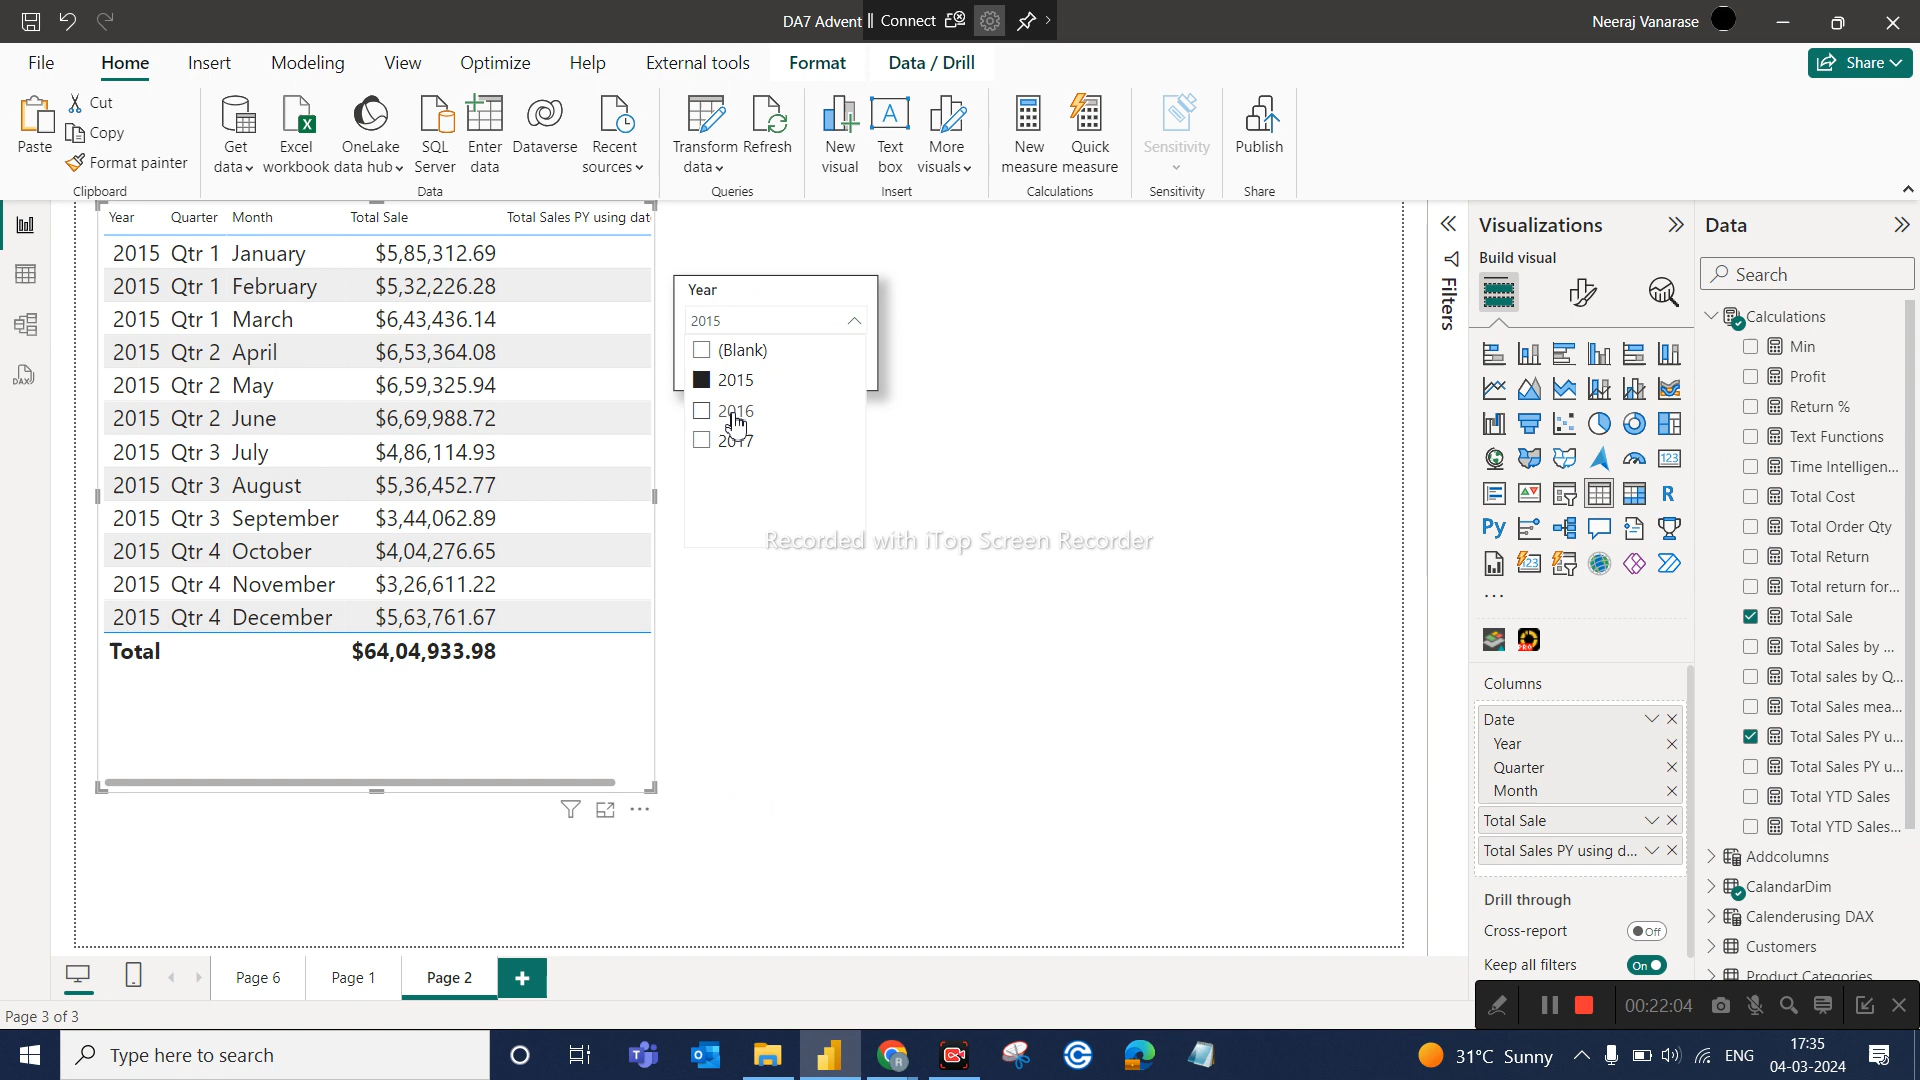 DA7 Advent
Connect
Neeraj Vanarase
File
Home
Insert
Modeling
View
Optimize
Help
External tools
Format
Data / Drill
Share
Paste
Cut
Copy
Format painter
Clipboard
Get data
Excel workbook
OneLake data hub
SQL Server
Enter data
Dataverse
Recent sources
Data
Transform data
Refresh
Queries
New visual
Text box
More visuals
Insert
New measure
Quick measure
Calculations
Sensitivity
Sensitivity
Publish
Share
Year Quarter Month Total Sale Total Sales PY using dat
2015 Qtr 1 January $5,85,312.69
2015 Qtr 1 February $5,32,226.28
2015 Qtr 1 March $6,43,436.14
2015 Qtr 2 April $6,53,364.08
2015 Qtr 2 May $6,59,325.94
2015 Qtr 2 June $6,69,988.72
2015 Qtr 3 July $4,86,114.93
2015 Qtr 3 August $5,36,452.77
2015 Qtr 3 September $3,44,062.89
2015 Qtr 4 October $4,04,276.65
2015 Qtr 4 November $3,26,611.22
2015 Qtr 4 December $5,63,761.67
Total $64,04,933.98
Year
2015
(Blank)
2015
2016
2017
Recorded with iTop Screen Recorder
Filters
Visualizations
Build visual
123
R
Py
123
...
PRO
Columns
Date
Year
Quarter
Month
Total Sale
Total Sales PY using d...
Drill through
Cross-report
Off
Keep all filters
On
Data
Search
Calculations
Min
Profit
Return %
Text Functions
Time Intelligen...
Total Cost
Total Order Qty
Total Return
Total return for...
Total Sale
Total Sales by ...
Total sales by Q...
Total Sales mea...
Total Sales PY u...
Total Sales PY u...
Total YTD Sales
Total YTD Sales...
Addcolumns
CalandarDim
Calenderusing DAX
Customers
Product Categories
DAX
Page 6
Page 1
Page 2
Page 3 of 3
00:22:04
Type here to search
31°C Sunny
ENG
17:35
04-03-2024